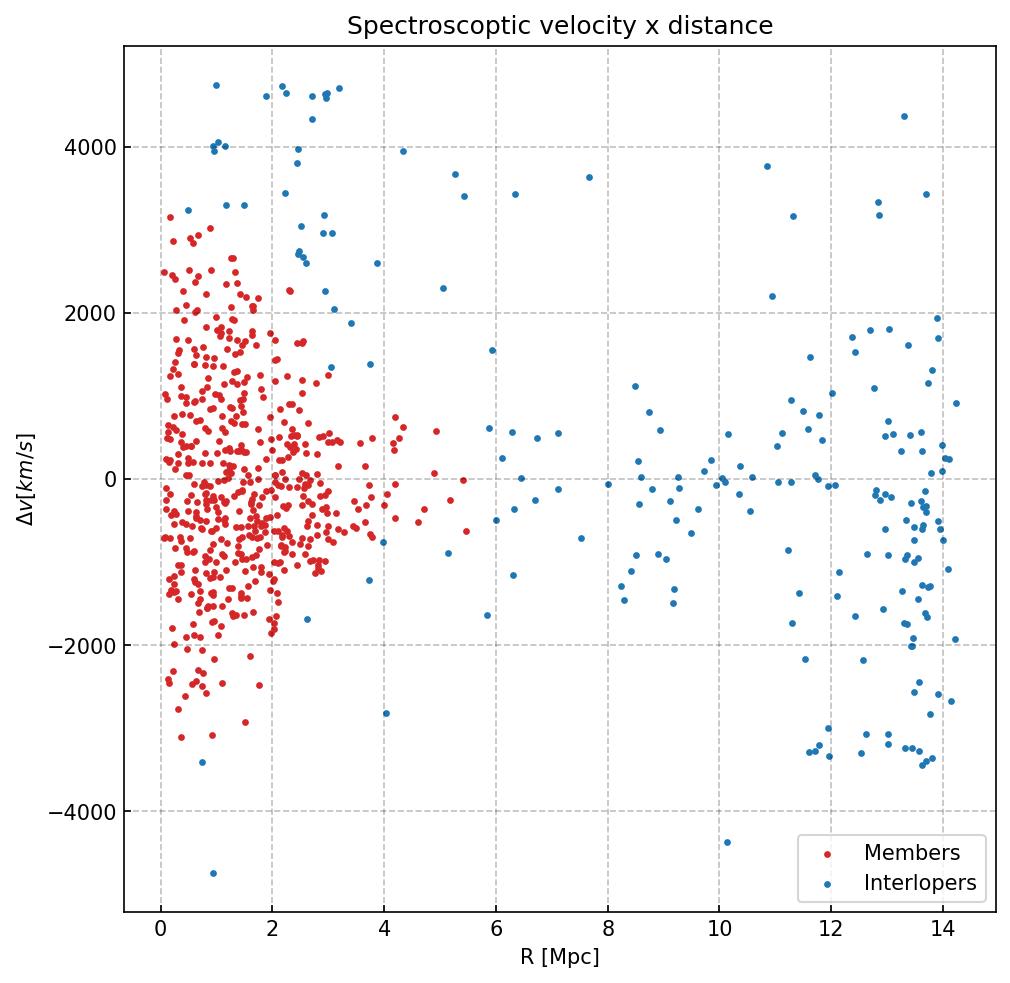 Spectroscoptic velocity x distance
4000
2000
0
−2000
−4000
Δv[km/s]
0 2 4 6 8 10 12 14
R [Mpc]
Members
Interlopers